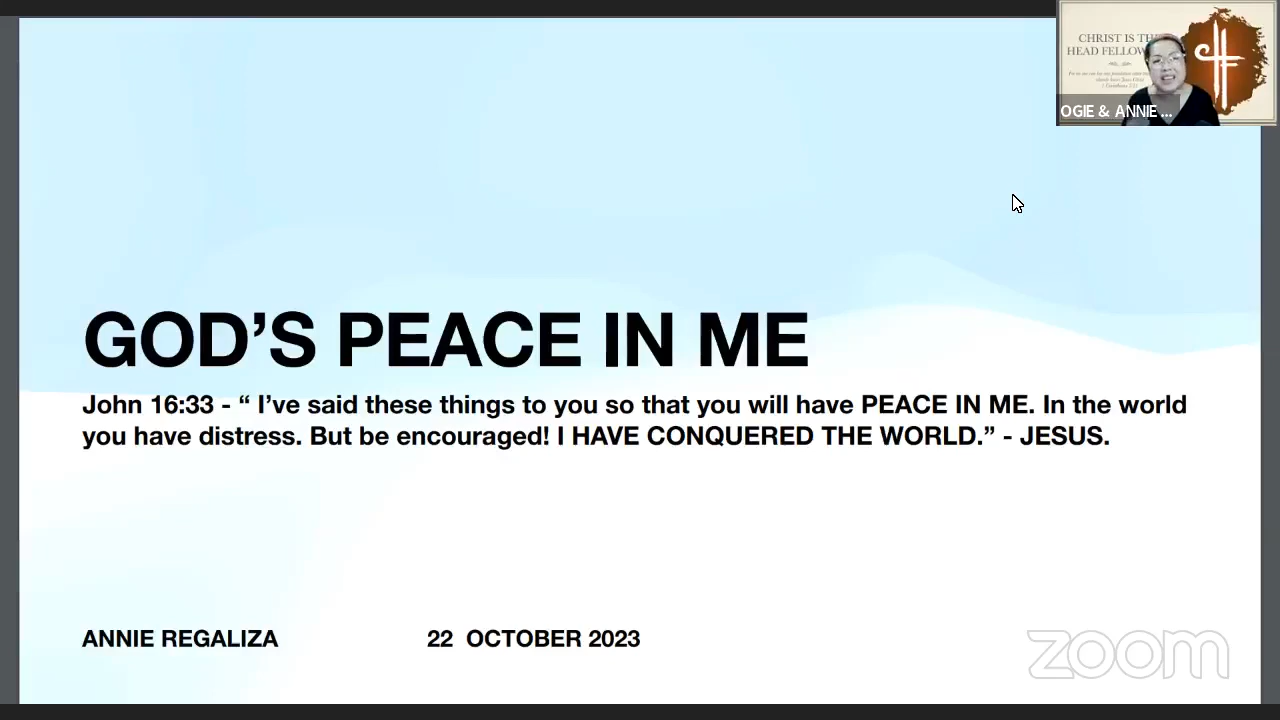 CHRIST IS THE
HEAD FELLOW
OGIE & ANNIE ...
GOD’S PEACE IN ME
John 16:33 - “ I’ve said these things to you so that you will have PEACE IN ME. In the world
you have distress. But be encouraged! I HAVE CONQUERED THE WORLD.” - JESUS.
ANNIE REGALIZA 22 OCTOBER 2023
zoom